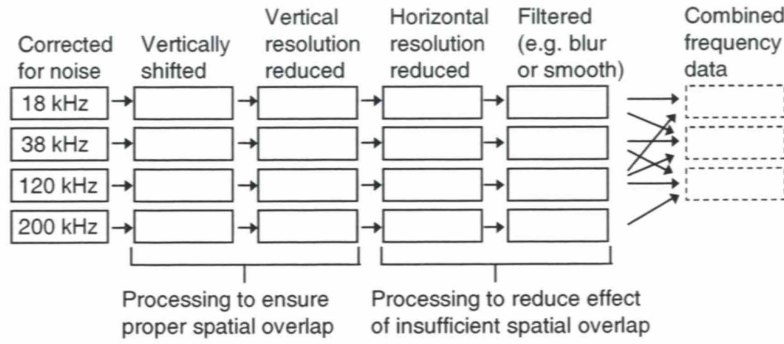 Corrected
for noise
Vertically
shifted
Vertical
resolution
reduced
Horizontal
resolution
reduced
Filtered
(e.g. blur
or smooth)
Combined
frequency
data
18 kHz
38 kHz
120 kHz
200 kHz
Processing to ensure
proper spatial overlap
Processing to reduce effect
of insufficient spatial overlap